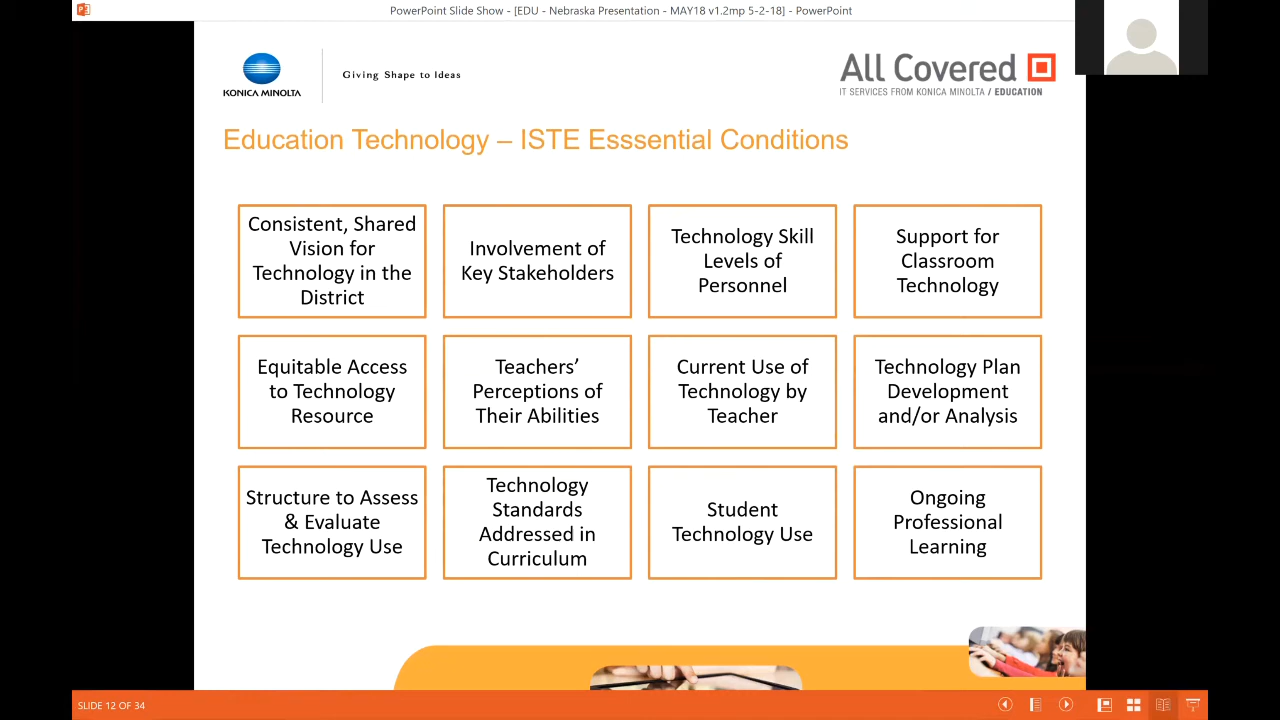 PowerPoint Slide Show - [EDU - Nebraska Presentation - MAY18 v1.2mp 5-2-18] - PowerPoint
KONICA MINOLTA
Giving Shape to Ideas
All Covered
IT SERVICES FROM KONICA MINOLTA / EDUCATION
Education Technology – ISTE Esssential Conditions
Consistent, Shared
Vision for
Technology in the
District
Involvement of
Key Stakeholders
Technology Skill
Levels of
Personnel
Support for
Classroom
Technology
Equitable Access
to Technology
Resource
Teachers’
Perceptions of
Their Abilities
Current Use of
Technology by
Teacher
Technology Plan
Development
and/or Analysis
Structure to Assess
& Evaluate
Technology Use
Technology
Standards
Addressed in
Curriculum
Student
Technology Use
Ongoing
Professional
Learning
SLIDE 12 OF 34